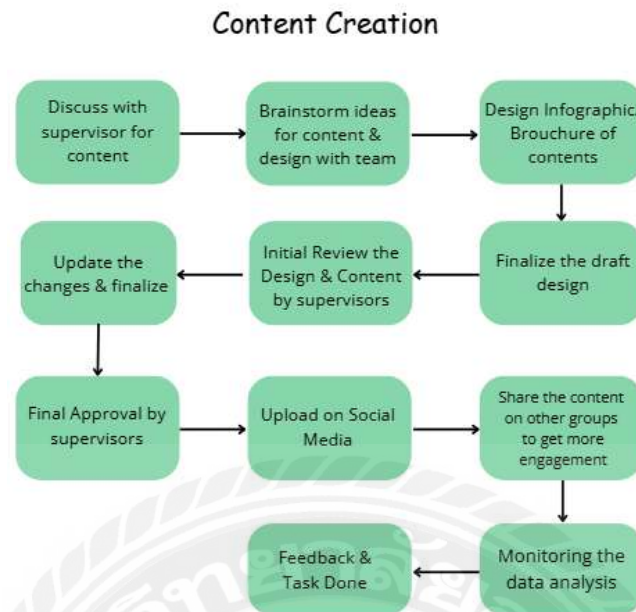 Content Creation
Discuss with
supervisor for
content
Brainstorm ideas
for content &
design with team
Design Infographic,
Brouchure of
contents
Finalize the draft
design
Initial Review the
Design & Content
by supervisors
Update the
changes & finalize
Final Approval by
supervisors
Upload on Social
Media
Share the content
on other groups
to get more
engagement
Monitoring the
data analysis
Feedback &
Task Done